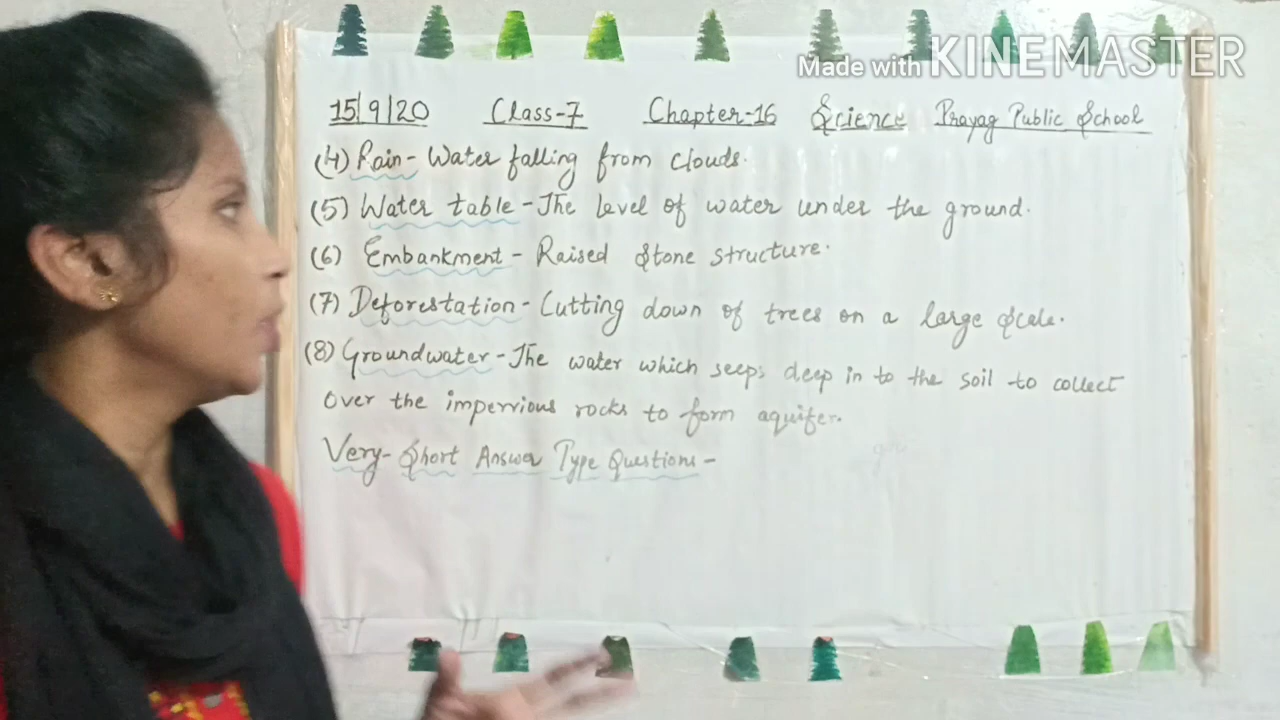 Made with KINEMASTER
15/9/20 Class-7 Chapter-16 Science Prayag Public School
(4) Rain- Water falling from clouds.
(5) Water table - The level of water under the ground.
(6) Embankment - Raised Stone structure.
(7) Deforestation - Cutting down of trees on a large scale.
(8) Groundwater - The water which seeps deep in to the soil to collect
Over the impervious rocks to form aquifer.
Very- Short Answer Type Questions -